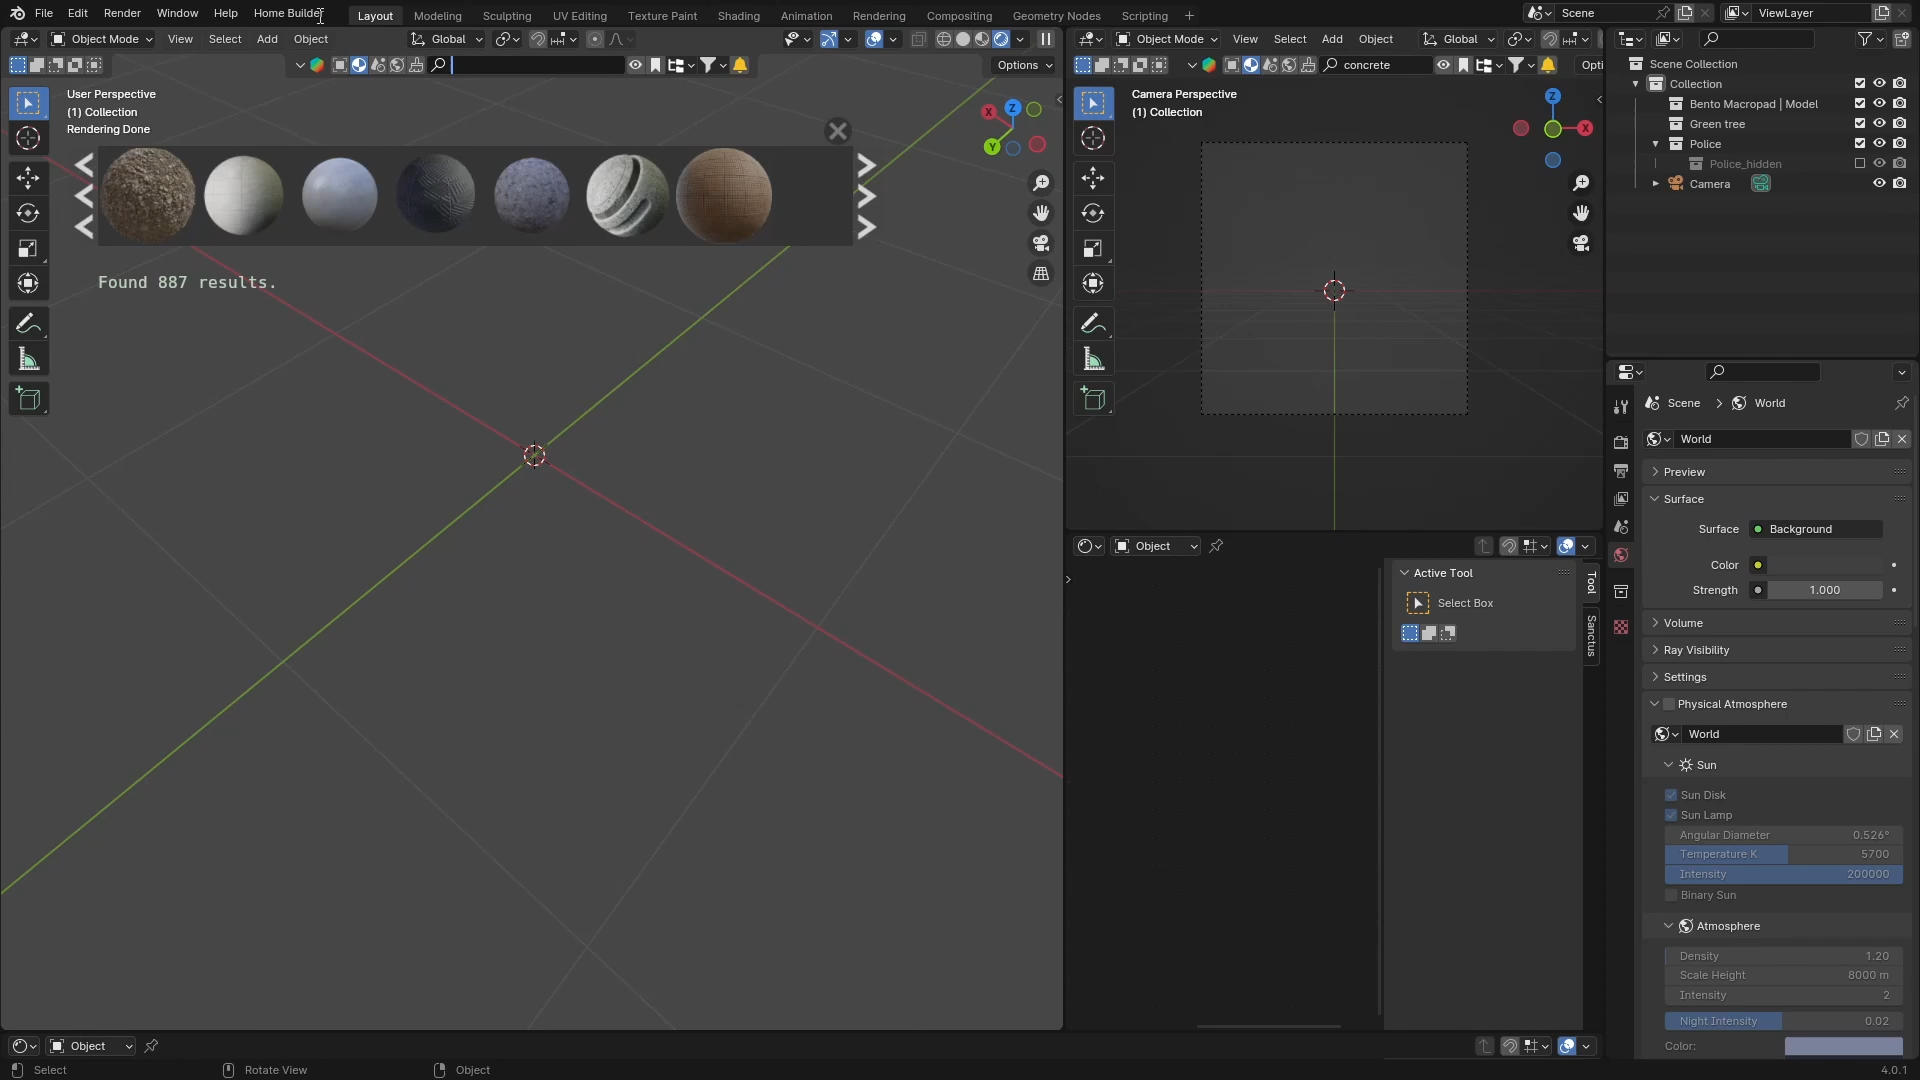 File Edit Render Window Help Home Builder Layout Modeling Sculpting UV Editing Texture Paint Shading Animation Rendering Compositing Geometry Nodes Scripting + Scene ViewLayer
Object Mode View Select Add Object Global
Options
User Perspective
(1) Collection
Rendering Done
X Z Y
Found 887 results.
Object Mode View Select Add Object Global
concrete Opti
Camera Perspective
(1) Collection
Z X
Object
Active Tool
Select Box
Tool
Sanctus
Scene Collection
Collection
Bento Macropad | Model
Green tree
Police
Police_hidden
Camera
Scene > World
World
Preview
Surface
Surface Background
Color
Strength 1.000
Volume
Ray Visibility
Settings
Physical Atmosphere
World
Sun
Sun Disk
Sun Lamp
Angular Diameter 0.526°
Temperature K 5700
Intensity 200000
Binary Sun
Atmosphere
Density 1.20
Scale Height 8000 m
Intensity 2
Night Intensity 0.02
Color:
Object
Select Rotate View Object 4.0.1